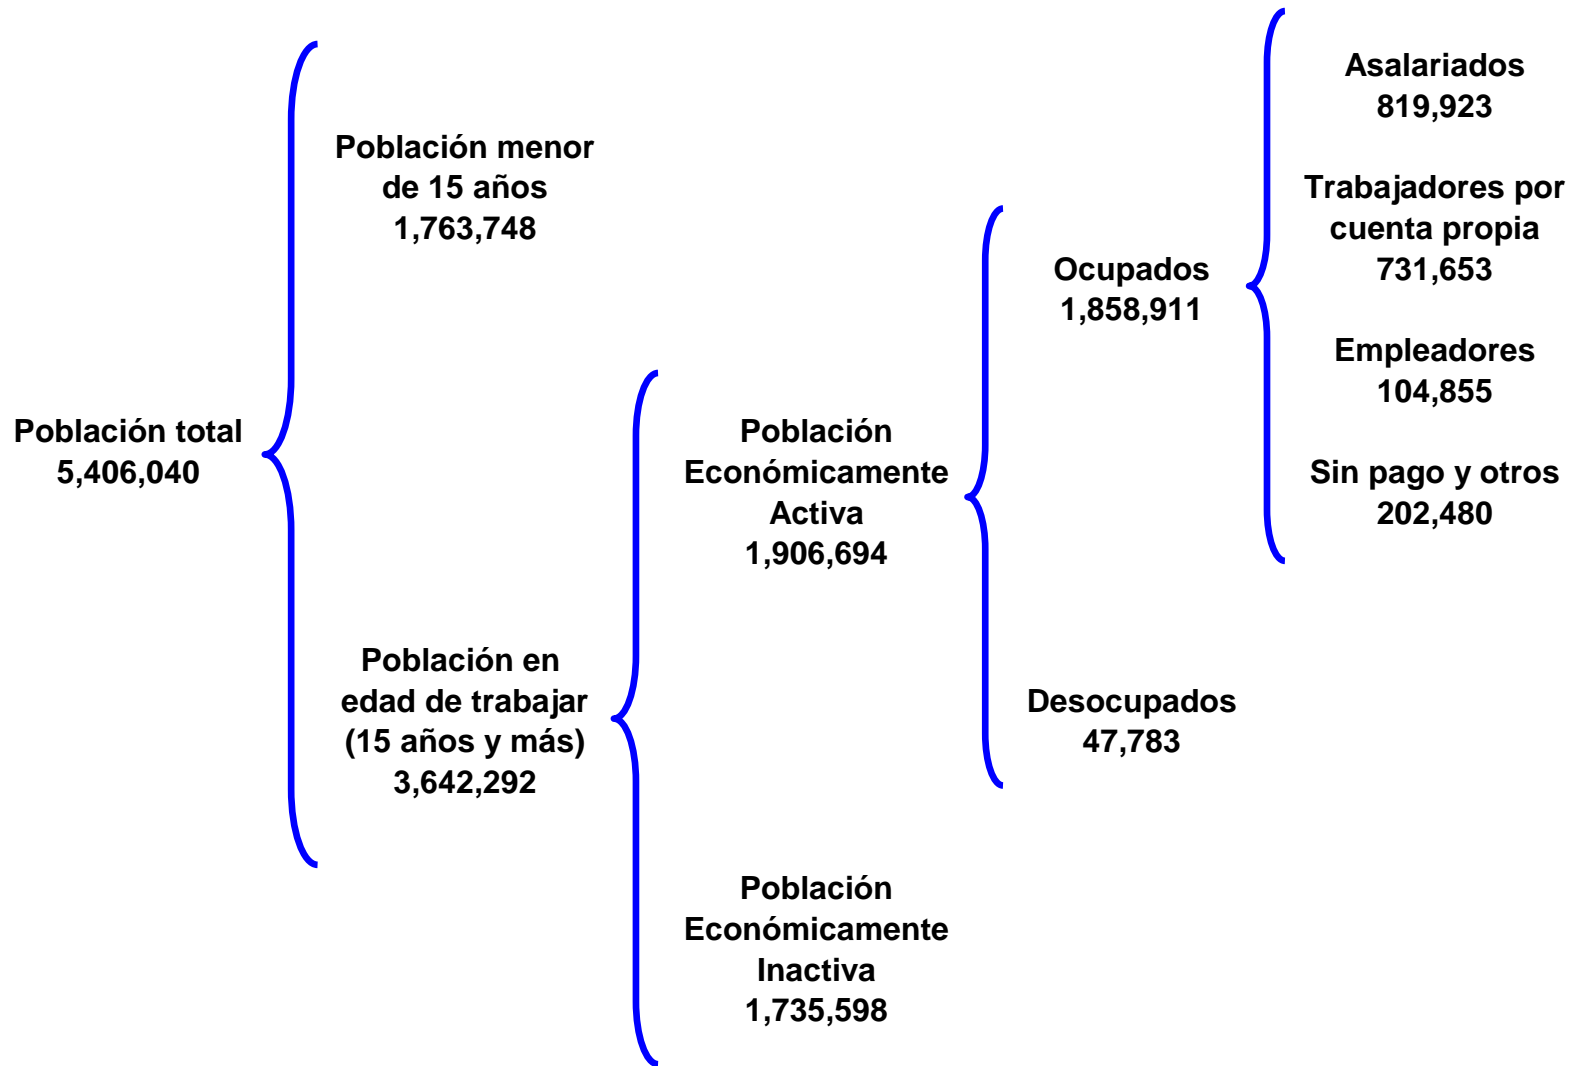 Población total
5,406,040
Población menor
de 15 años
1,763,748
Población en
edad de trabajar
(15 años y más)
3,642,292
Población
Económicamente
Activa
1,906,694
Población
Económicamente
Inactiva
1,735,598
Ocupados
1,858,911
Desocupados
47,783
Asalariados
819,923
Trabajadores por
cuenta propia
731,653
Empleadores
104,855
Sin pago y otros
202,480